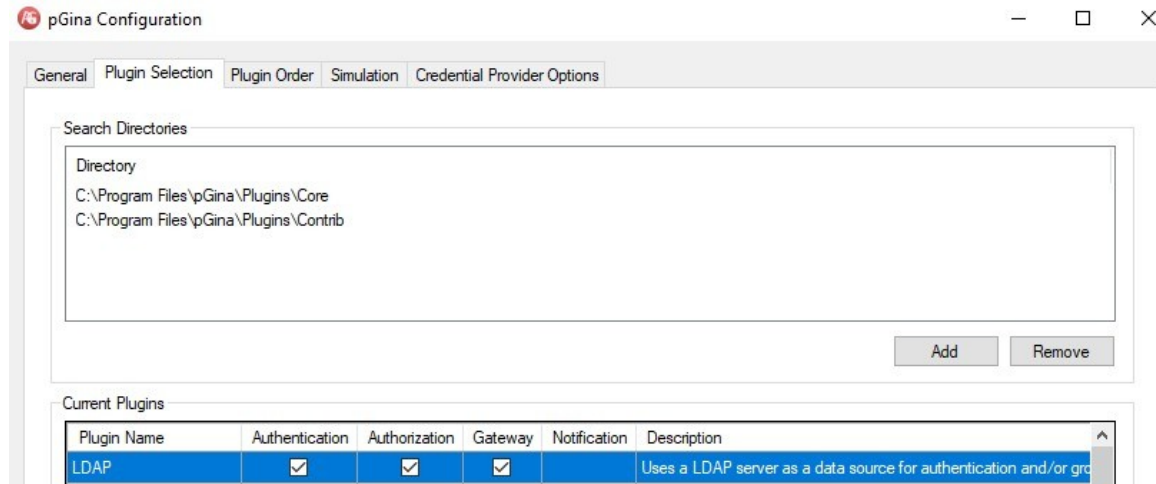 pGina Configuration
General Plugin Selection Plugin Order Simulation Credential Provider Options
Search Directories
Directory
C:\Program Files\pGina\Plugins\Core
C:\Program Files\pGina\Plugins\Contrib
Add Remove
Current Plugins
Plugin Name Authentication Authorization Gateway Notification Description
LDAP Uses a LDAP server as a data source for authentication and/or gro